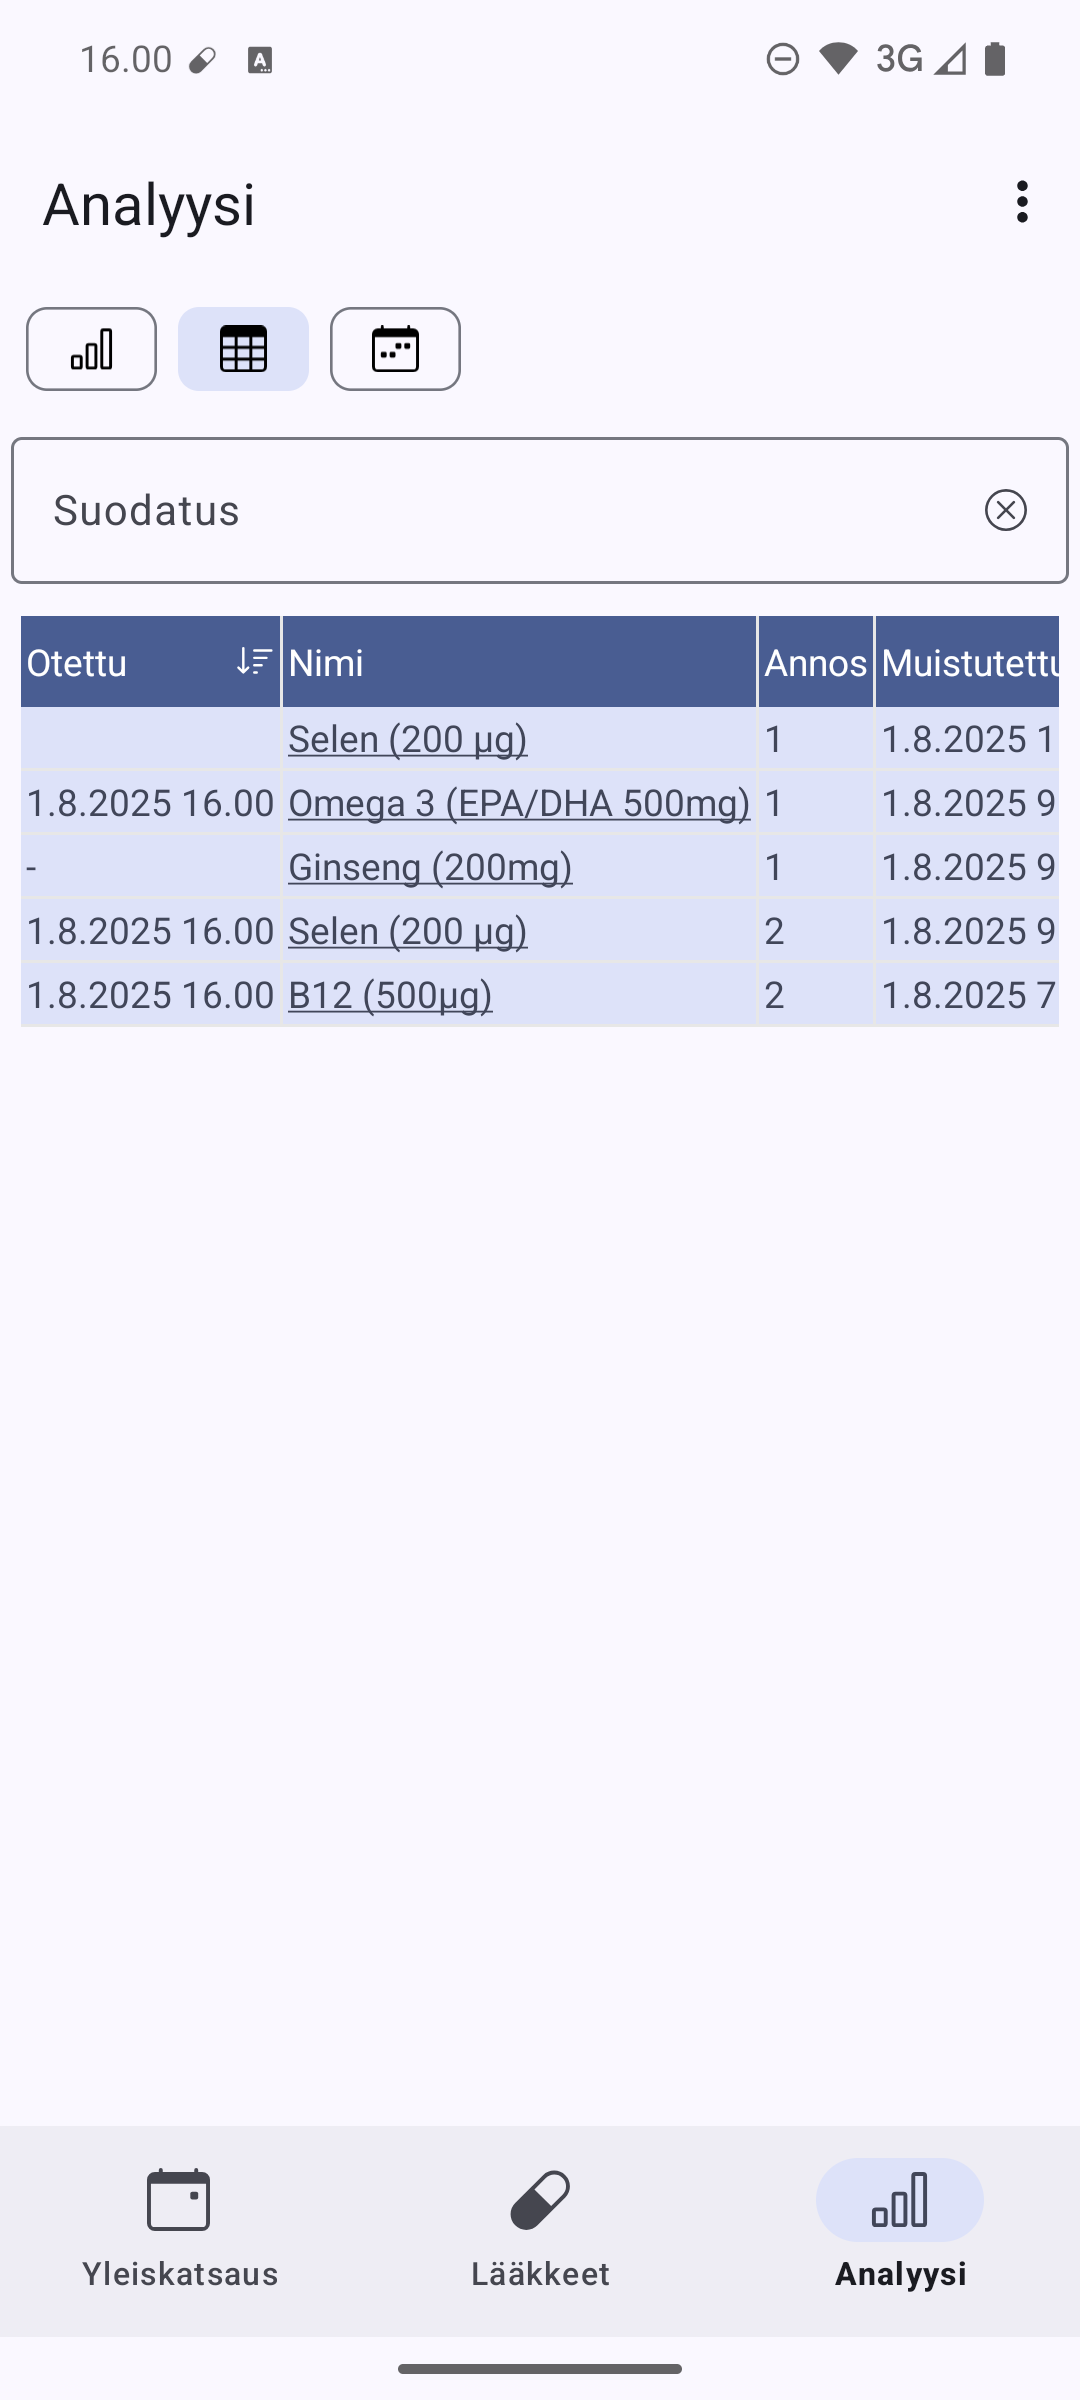 16.00
3G
Analyysi
Suodatus
Otettu Nimi Annos Muistutettu
Selen (200 µg) 1 1.8.2025 1
1.8.2025 16.00 Omega 3 (EPA/DHA 500mg) 1 1.8.2025 9
- Ginseng (200mg) 1 1.8.2025 9
1.8.2025 16.00 Selen (200 µg) 2 1.8.2025 9
1.8.2025 16.00 B12 (500µg) 2 1.8.2025 7
Yleiskatsaus Lääkkeet Analyysi